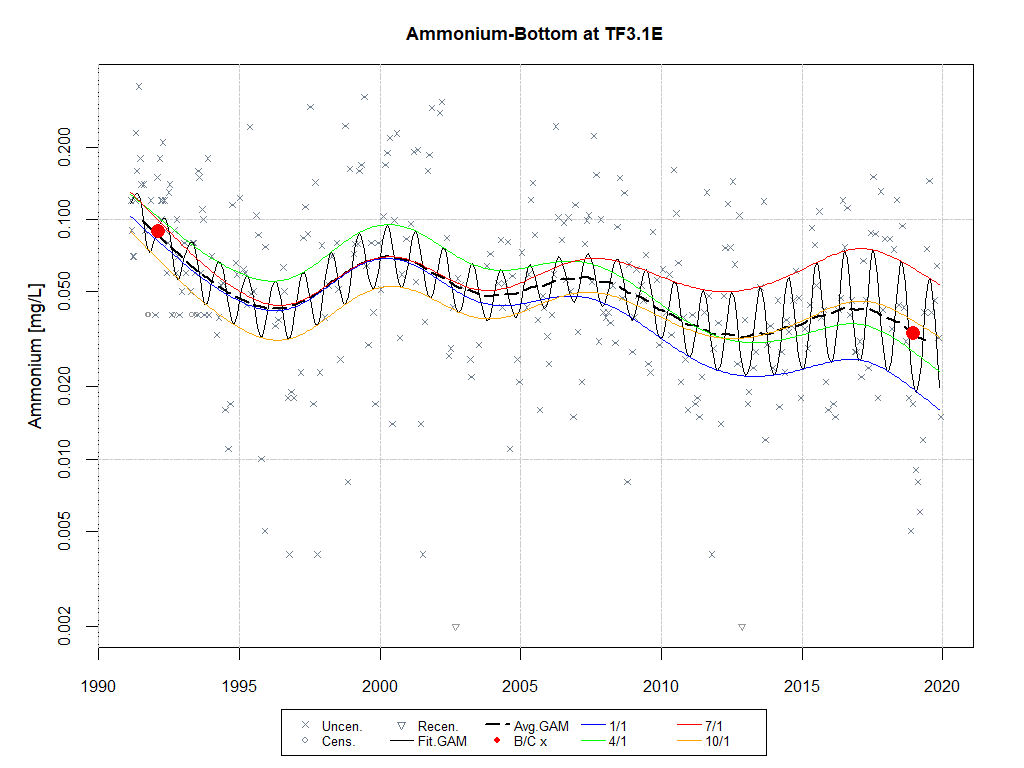 Ammonium-Bottom at TF3.1E
Ammonium [mg/L]
0.200
0.100
0.050
0.020
0.010
0.005
0.002
1990 1995 2000 2005 2010 2015 2020
Uncen. Recen. Avg.GAM 1/1 7/1
Cens. Fit.GAM B/C x 4/1 10/1